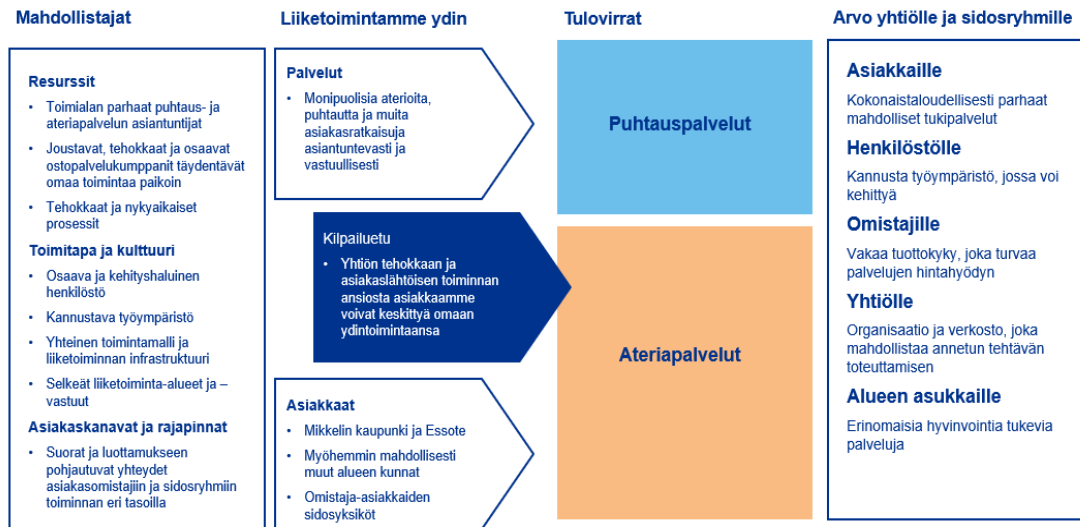 Mahdollistajat
Resurssit
• Toimialan parhaat puhtaus- ja
ateriapalvelun asiantuntijat
• Joustavat, tehokkaat ja osaavat
ostopalvelukumppanit täydentävät
omaa toimintaa paikoin
• Tehokkaat ja nykyaikaiset
prosessit
Toimitapa ja kulttuuri
• Osaava ja kehityshaluinen
henkilöstö
• Kannustava työympäristö
• Yhteinen toimintamalli ja
liiketoiminnan infrastruktuuri
• Selkeät liiketoiminta-alueet ja –
vastuut
Asiakaskanavat ja rajapinnat
• Suorat ja luottamukseen
pohjautuvat yhteydet
asiakasomistajiin ja sidosryhmiin
toiminnan eri tasoilla
Liiketoimintamme ydin
Palvelut
• Monipuolisia aterioita,
puhtautta ja muita
asiakasratkaisuja
asiantuntevasti ja
vastuullisesti
Kilpailuetu
• Yhtiön tehokkaan ja
asiakaslähtöisen toiminnan
ansiosta asiakkaamme
voivat keskittyä omaan
ydintoimintaansa
Asiakkaat
• Mikkelin kaupunki ja Essote
• Myöhemmin mahdollisesti
muut alueen kunnat
• Omistaja-asiakkaiden
sidosyksiköt
Tulovirrat
Puhtauspalvelut
Ateriapalvelut
Arvo yhtiölle ja sidosryhmille
Asiakkaille
Kokonaistaloudellisesti parhaat
mahdolliset tukipalvelut
Henkilöstölle
Kannusta työympäristö, jossa voi
kehittyä
Omistajille
Vakaa tuottokyky, joka turvaa
palvelujen hintahyödyn
Yhtiölle
Organisaatio ja verkosto, joka
mahdollistaa annetun tehtävän
toteuttamisen
Alueen asukkaille
Erinomaisia hyvinvointia tukevia
palveluja